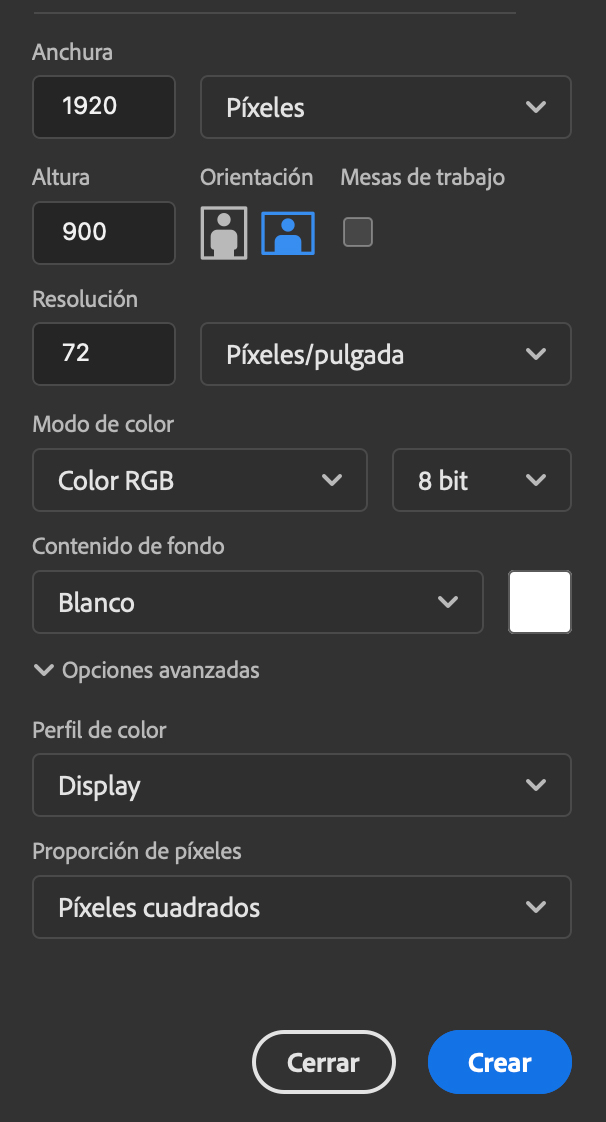 Anchura
1920 Píxeles
Altura Orientación Mesas de trabajo
900
Resolución
72 Píxeles/pulgada
Modo de color
Color RGB 8 bit
Contenido de fondo
Blanco
Opciones avanzadas
Perfil de color
Display
Proporción de píxeles
Píxeles cuadrados
Cerrar Crear